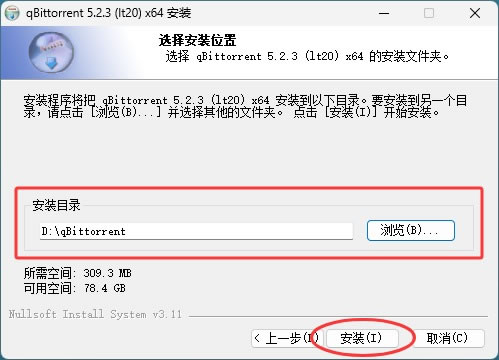 qBittorrent 5.2.3 (lt20) x64 安装
选择安装位置
选择 qBittorrent 5.2.3 (lt20) x64 的安装文件夹。
安装程序将把 qBittorrent 5.2.3 (lt20) x64 安装到以下目录。要安装到另一个目
录，请点击 [浏览(B)...] 并选择其他的文件夹。 点击 [安装(I)] 开始安装。
安装目录
D:\qBittorrent
浏览(B)...
所需空间: 309.3 MB
可用空间: 78.4 GB
Nullsoft Install System v3.11
< 上一步(P)
安装(I)
取消(C)